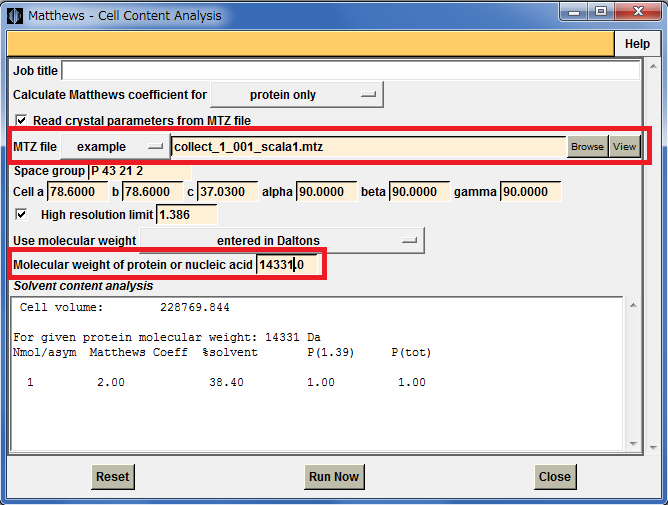 Matthews - Cell Content Analysis
Help
Job title
Calculate Matthews coefficient for protein only
Read crystal parameters from MTZ file
MTZ file example collect_1_001_scala1.mtz Browse View
Space group P 43 21 2
Cell a 78.6000 b 78.6000 c 37.0300 alpha 90.0000 beta 90.0000 gamma 90.0000
High resolution limit 1.386
Use molecular weight entered in Daltons
Molecular weight of protein or nucleic acid 14331.0
Solvent content analysis
Cell volume: 228769.844
For given protein molecular weight: 14331 Da
Nmol/asym Matthews Coeff %solvent P(1.39) P(tot)
1 2.00 38.40 1.00 1.00
Reset Run Now Close